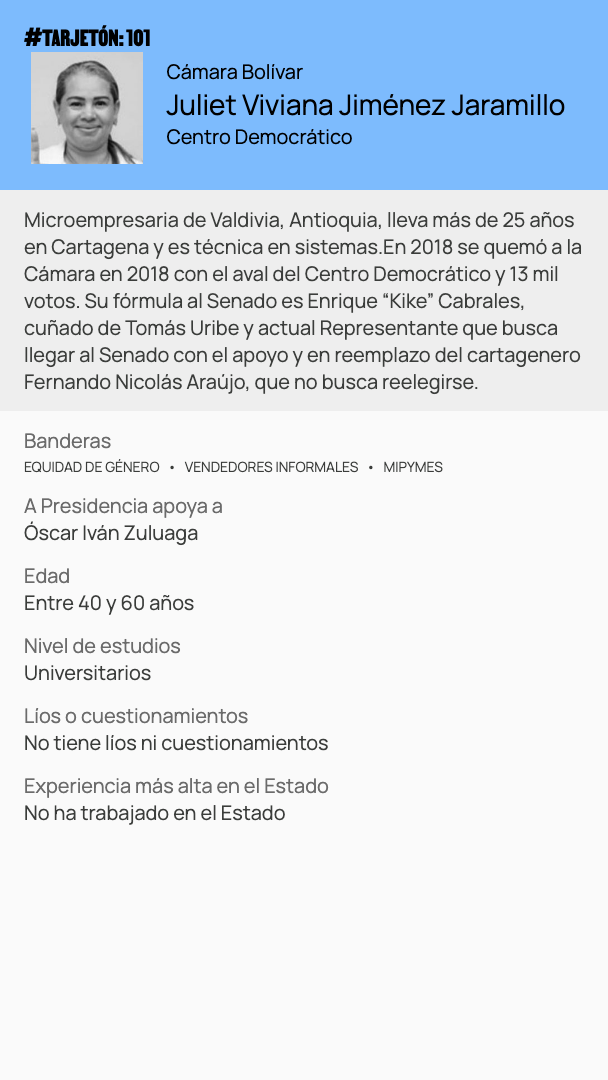 #TARJETÓN: 101
Cámara Bolívar
Juliet Viviana Jiménez Jaramillo
Centro Democrático
Microempresaria de Valdivia, Antioquia, lleva más de 25 años
en Cartagena y es técnica en sistemas.En 2018 se quemó a la
Cámara en 2018 con el aval del Centro Democrático y 13 mil
votos. Su fórmula al Senado es Enrique “Kike” Cabrales,
cuñado de Tomás Uribe y actual Representante que busca
llegar al Senado con el apoyo y en reemplazo del cartagenero
Fernando Nicolás Araújo, que no busca reelegirse.
Banderas
EQUIDAD DE GÉNERO • VENDEDORES INFORMALES • MIPYMES
A Presidencia apoya a
Óscar Iván Zuluaga
Edad
Entre 40 y 60 años
Nivel de estudios
Universitarios
Líos o cuestionamientos
No tiene líos ni cuestionamientos
Experiencia más alta en el Estado
No ha trabajado en el Estado